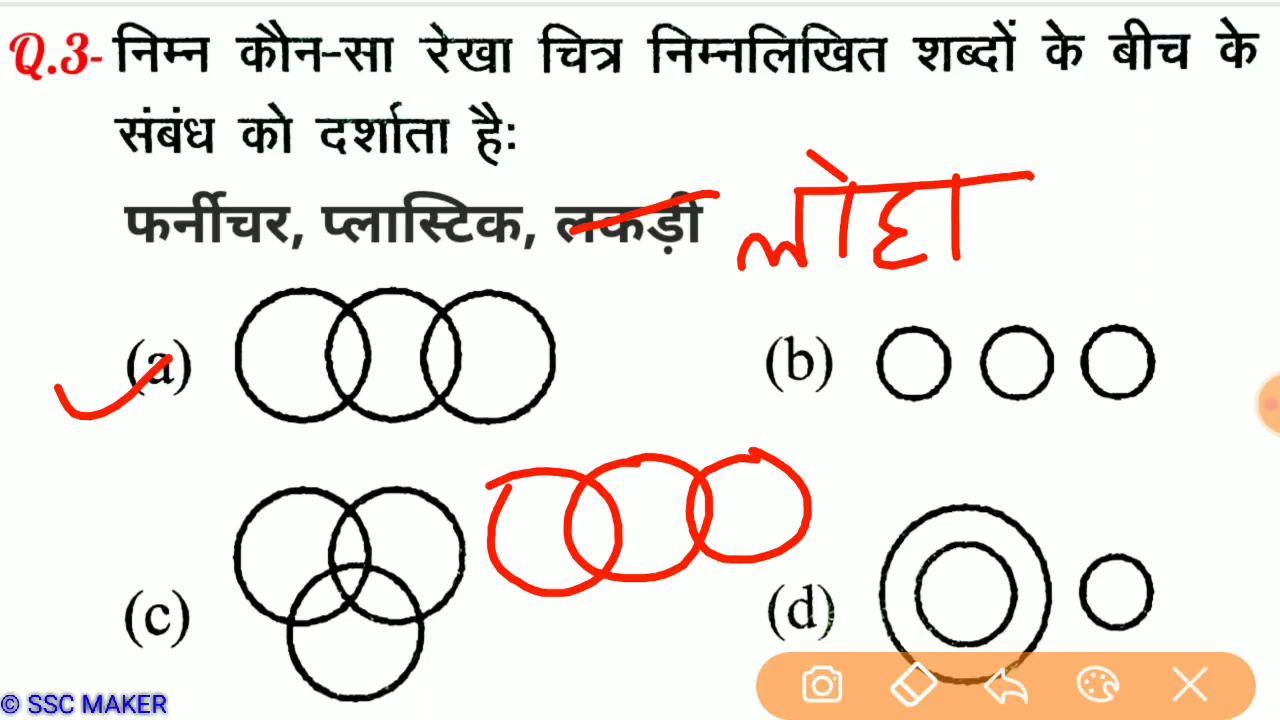 Q.3- निम्न कौन-सा रेखा चित्र निम्नलिखित शब्दों के बीच के
संबंध को दर्शाता हैः
फर्नीचर, प्लास्टिक, लकड़ी लोहा
(a) (b)
(c) (d)
© SSC MAKER